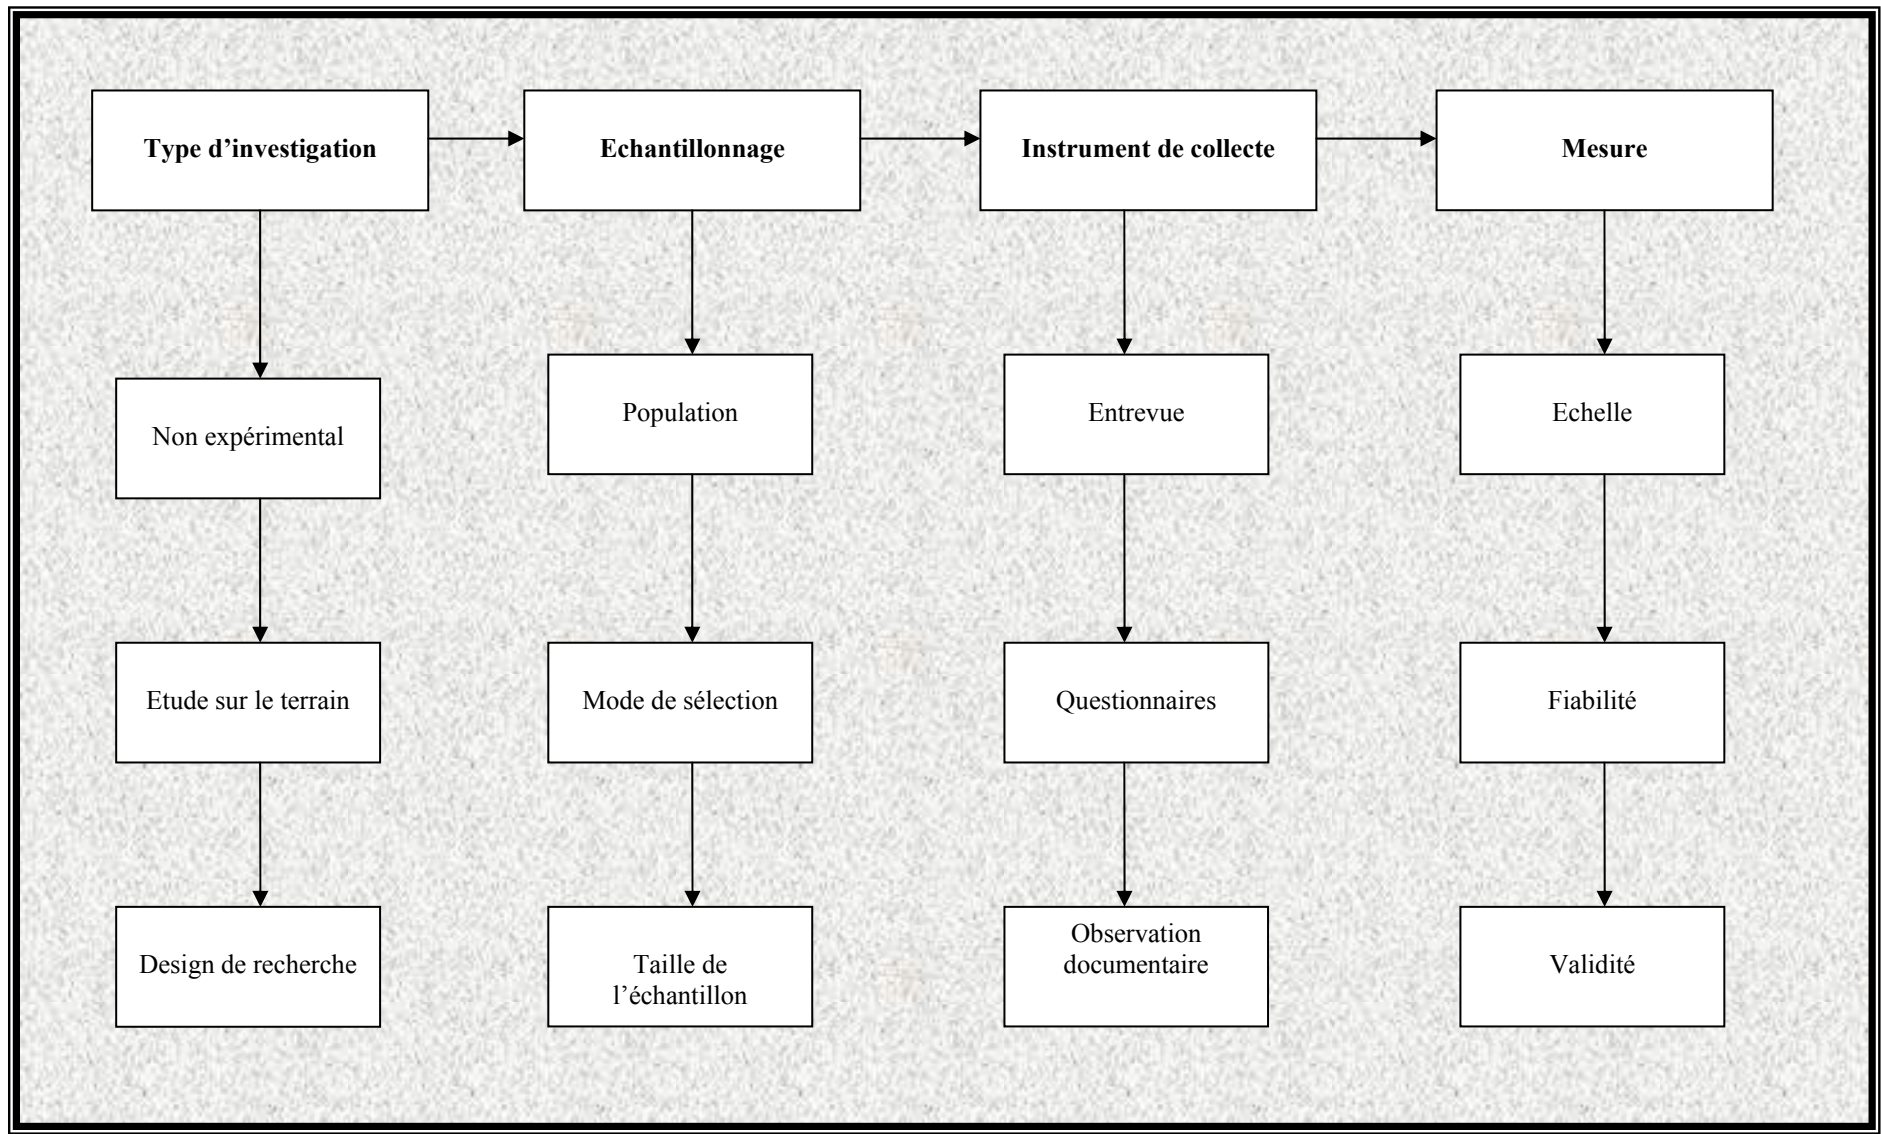 Type d’investigation
Echantillonnage
Instrument de collecte
Mesure
Non expérimental
Population
Entrevue
Echelle
Etude sur le terrain
Mode de sélection
Questionnaires
Fiabilité
Design de recherche
Taille de
l’échantillon
Observation
documentaire
Validité